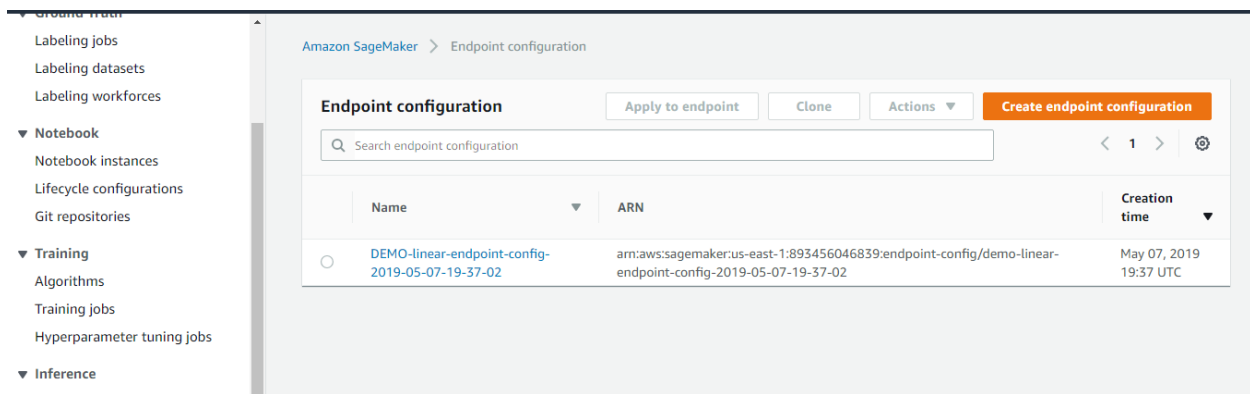 Ground Truth
Labeling jobs
Labeling datasets
Labeling workforces
Notebook
Notebook instances
Lifecycle configurations
Git repositories
Training
Algorithms
Training jobs
Hyperparameter tuning jobs
Inference
Amazon SageMaker > Endpoint configuration
Endpoint configuration
Apply to endpoint
Clone
Actions
Create endpoint configuration
Search endpoint configuration
1
Name
ARN
Creation
time
DEMO-linear-endpoint-config-
2019-05-07-19-37-02
arn:aws:sagemaker:us-east-1:893456046839:endpoint-config/demo-linear-
endpoint-config-2019-05-07-19-37-02
May 07, 2019
19:37 UTC